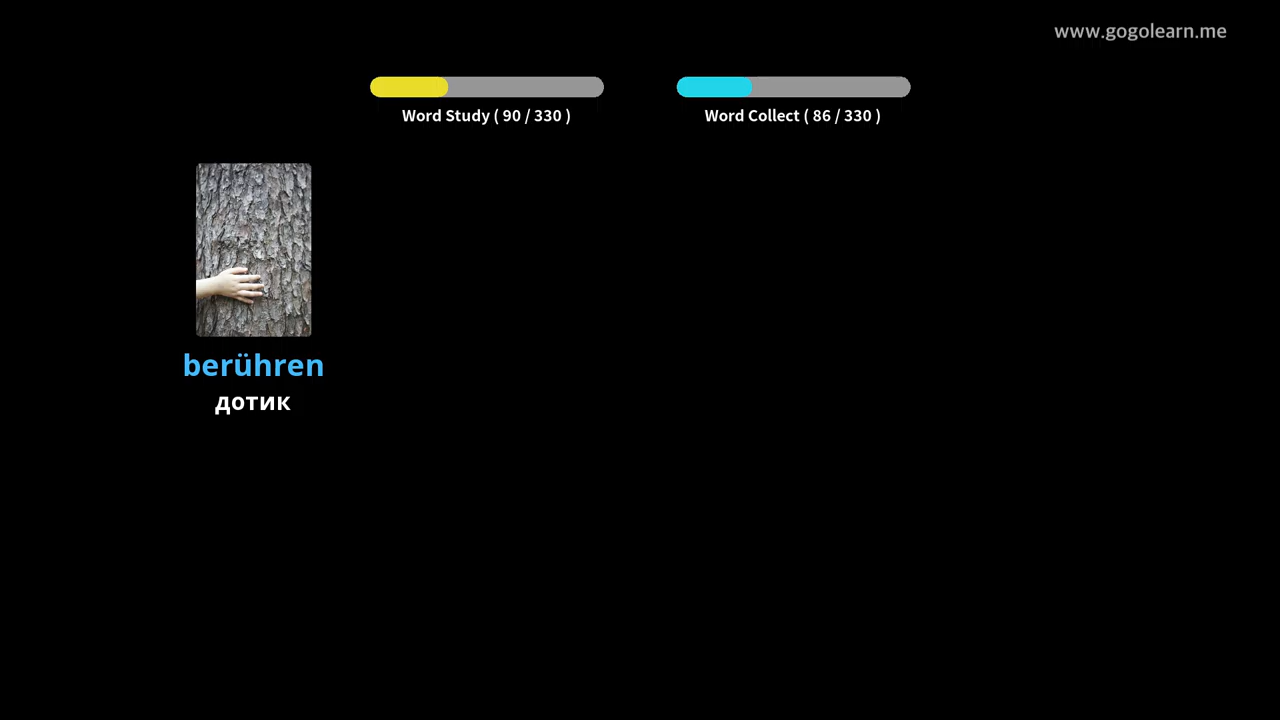 www.gogolearn.me
Word Study ( 90 / 330 )
Word Collect ( 86 / 330 )
berühren
дотик